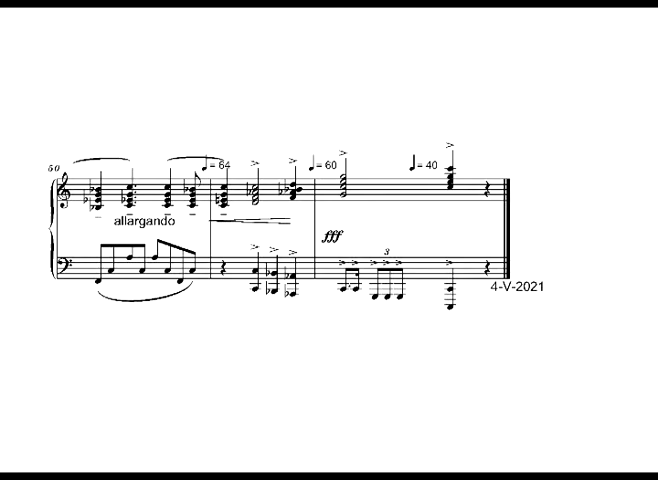 50
= 64
= 60
= 40
allargando
fff
3
4-V-2021